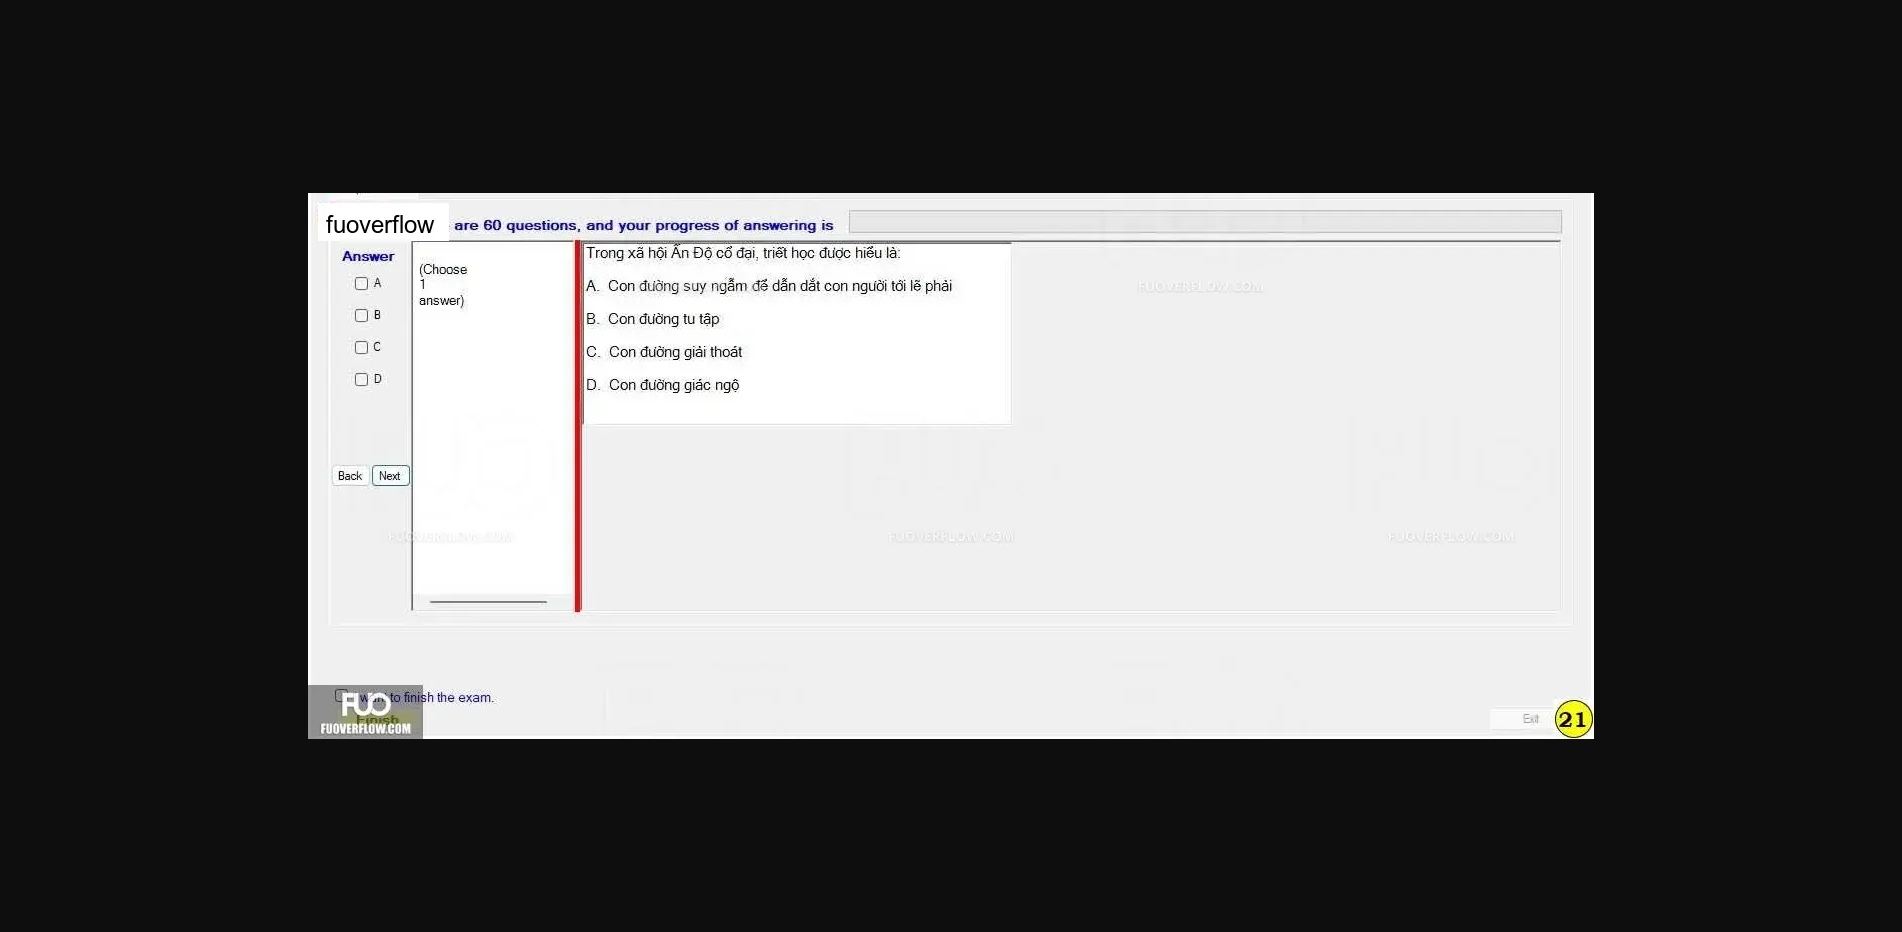 fuoverflow are 60 questions, and your progress of answering is
Answer
A
B
C
D
Back Next
(Choose
1
answer)
Trong xã hội Ấn Độ cổ đại, triết học được hiểu là:
A. Con đường suy ngẫm để dẫn dắt con người tới lẽ phải
B. Con đường tu tập
C. Con đường giải thoát
D. Con đường giác ngộ
FUOVERFLOW.COM
FUOVERFLOW.COM
FUOVERFLOW.COM
FUOVERFLOW.COM
want to finish the exam.
Finish
FUO
FUOVERFLOW.COM
Exit
21